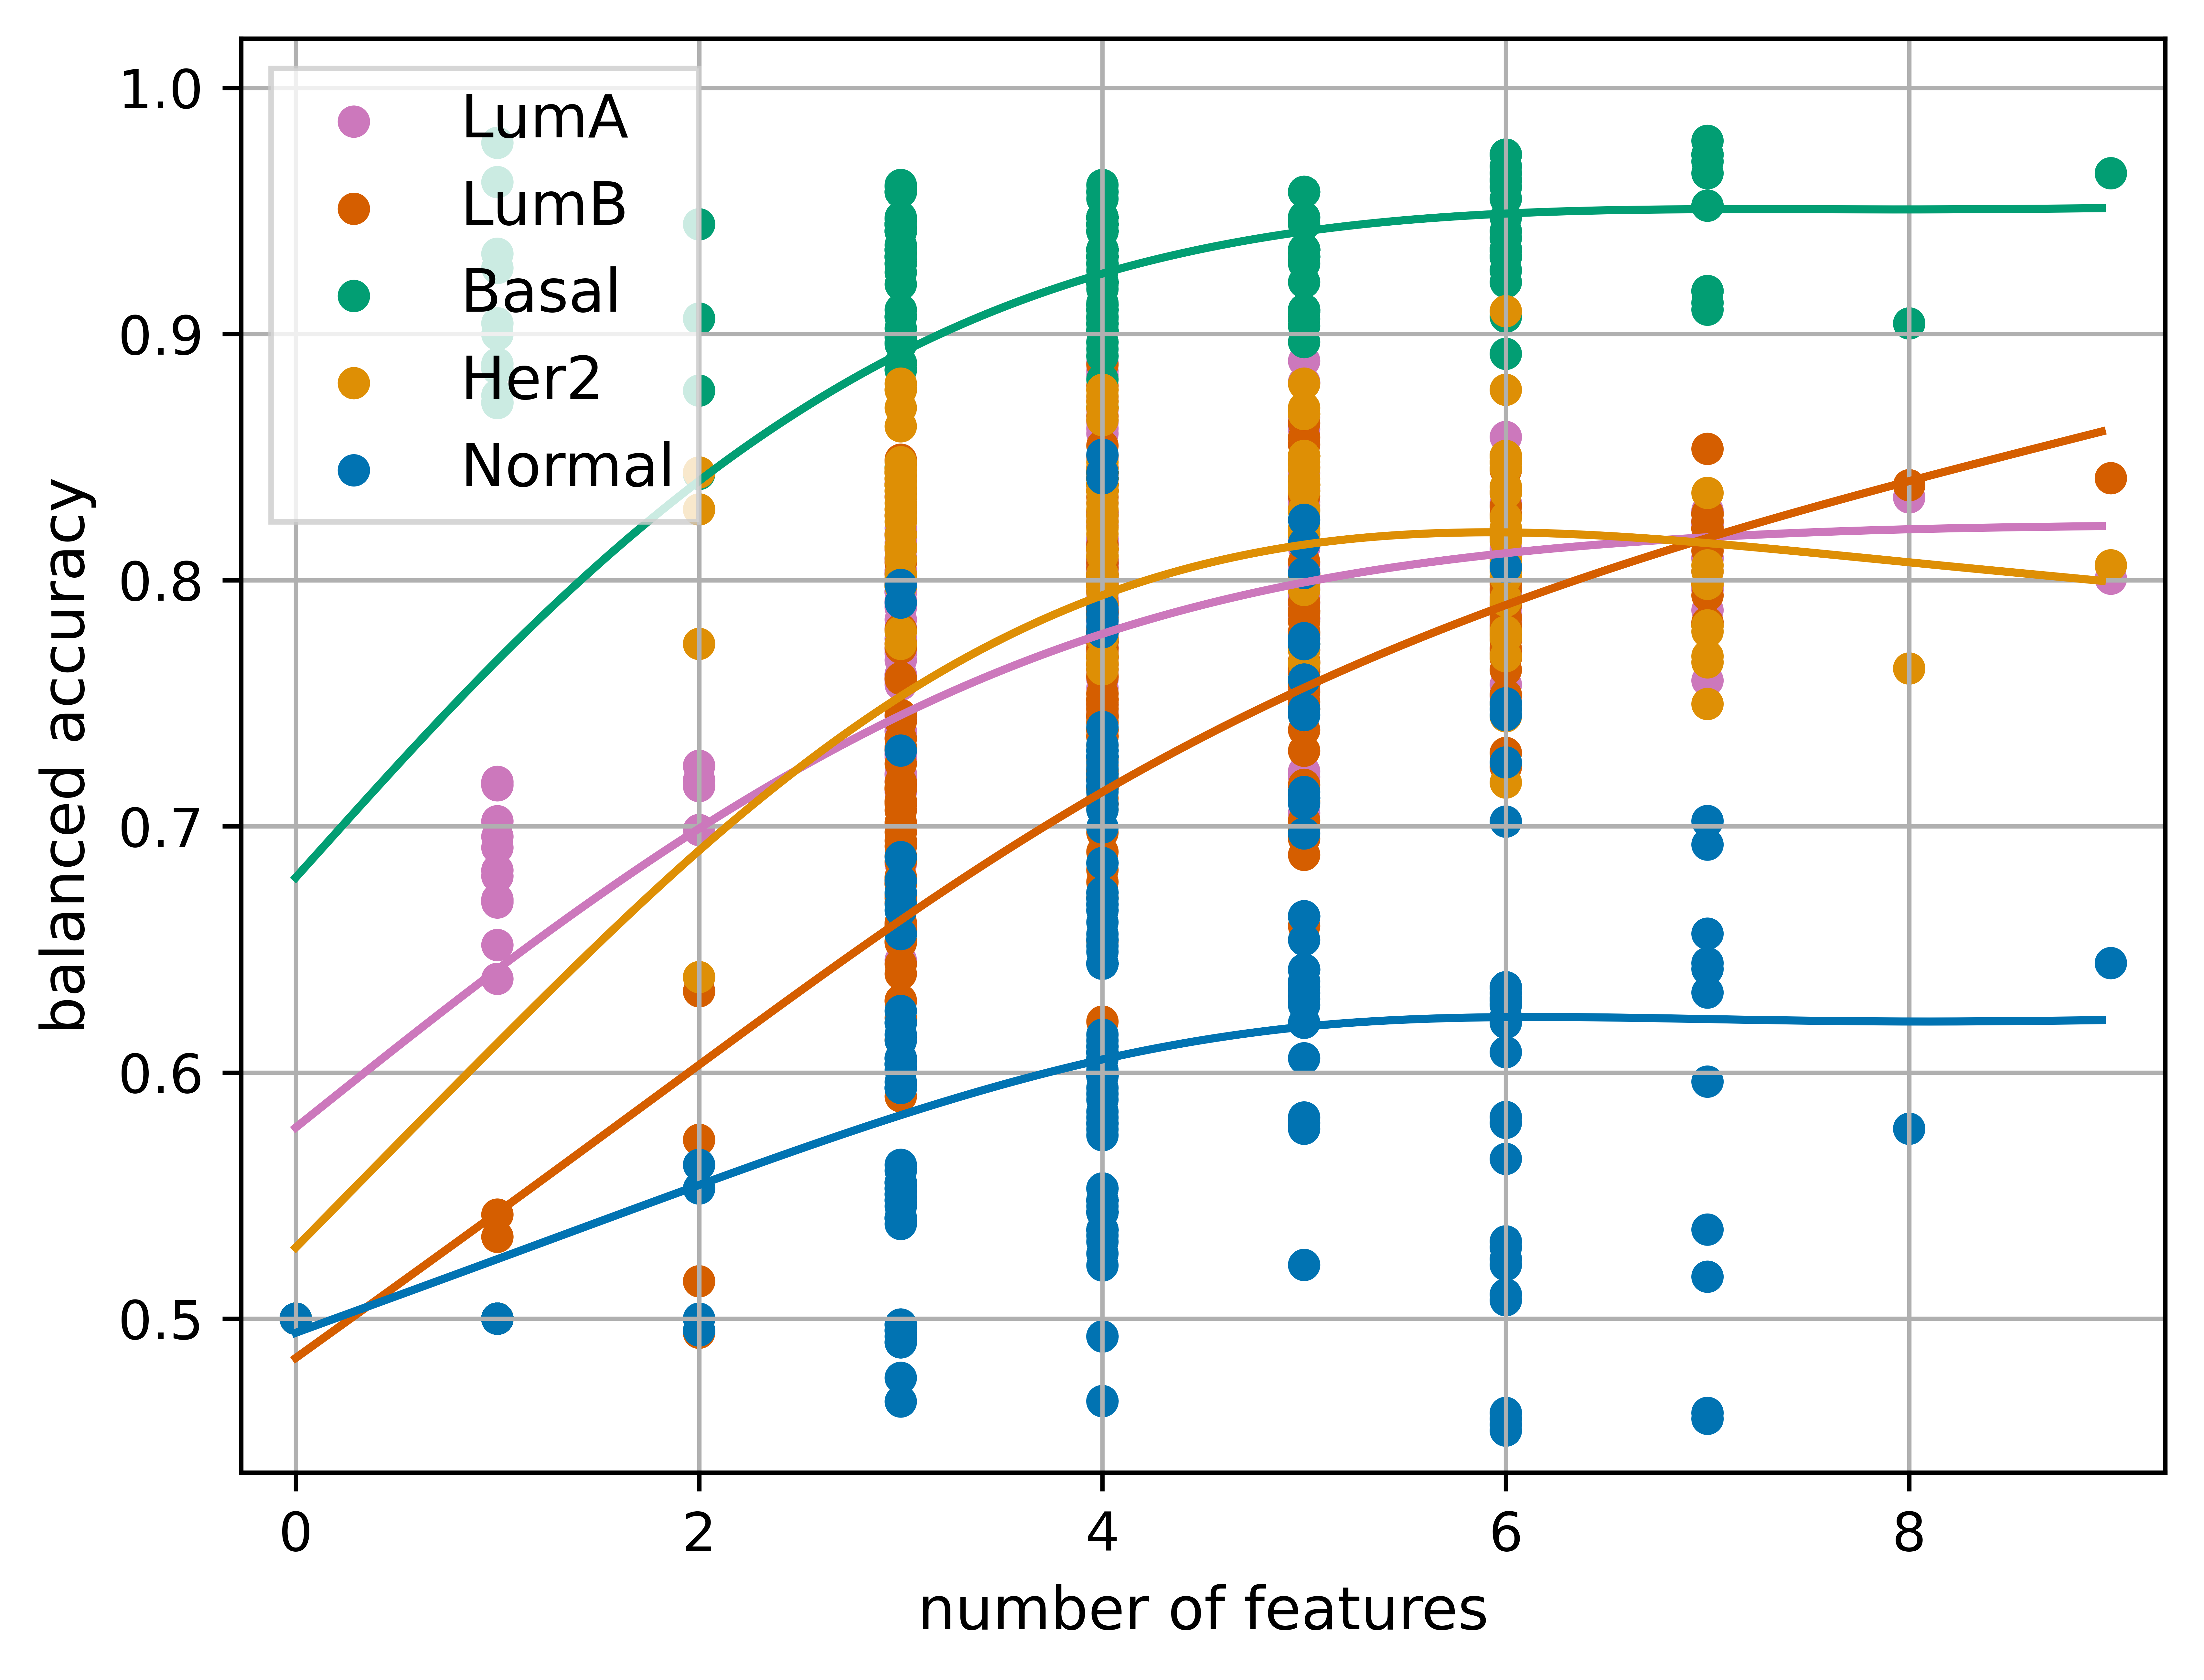 LumA
LumB
Basal
Her2
Normal
1.0
0.9
0.8
0.7
0.6
0.5
balanced accuracy
0 2 4 6 8
number of features